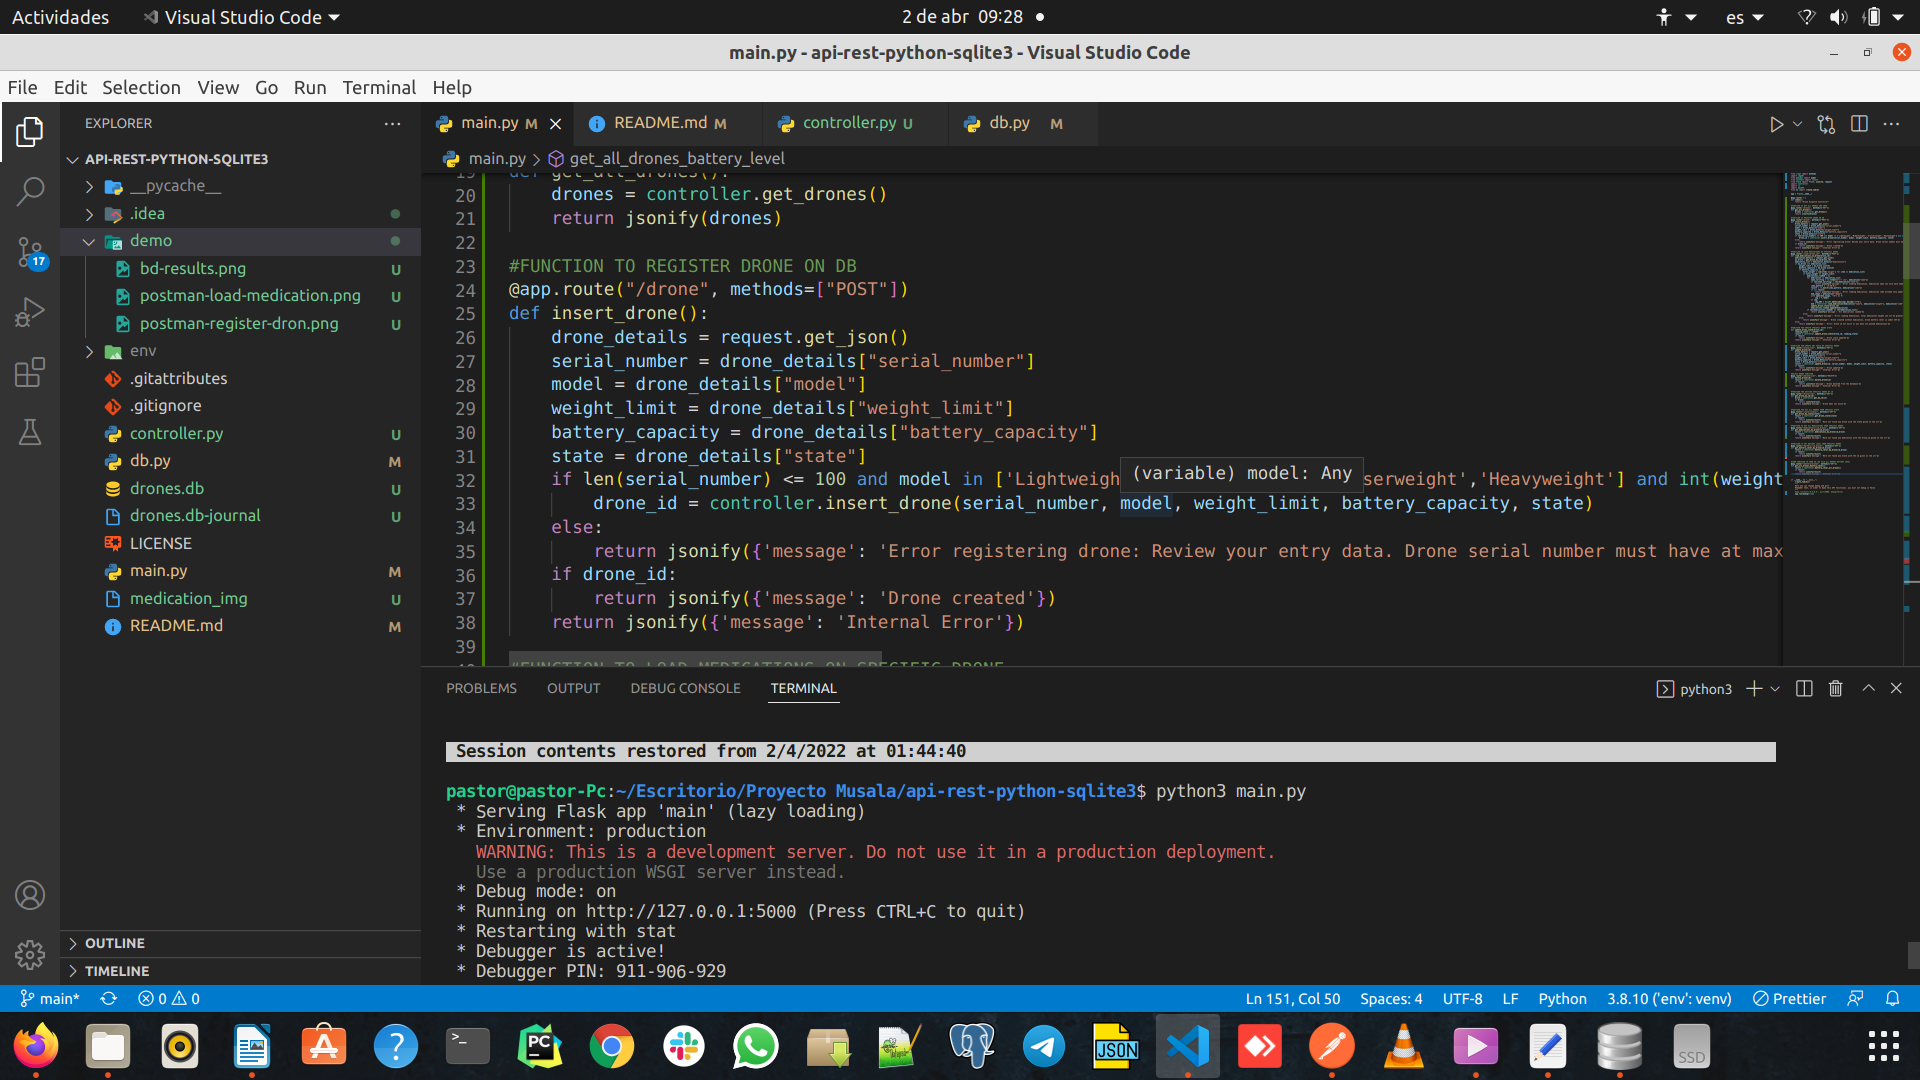 Actividades
Visual Studio Code
2 de abr 09:28
es
main.py - api-rest-python-sqlite3 - Visual Studio Code
File Edit Selection View Go Run Terminal Help
EXPLORER
API-REST-PYTHON-SQLITE3
__pycache__
.idea
demo
bd-results.png U
postman-load-medication.png U
postman-register-dron.png U
env
.gitattributes
.gitignore
controller.py U
db.py M
drones.db U
drones.db-journal U
LICENSE
main.py M
medication_img U
README.md M
OUTLINE
TIMELINE
17
main.py M
README.md M
controller.py U
db.py M
main.py > get_all_drones_battery_level
19 def get_all_drones():
20 drones = controller.get_drones()
21 return jsonify(drones)
22
23 #FUNCTION TO REGISTER DRONE ON DB
24 @app.route("/drone", methods=["POST"])
25 def insert_drone():
26 drone_details = request.get_json()
27 serial_number = drone_details["serial_number"]
28 model = drone_details["model"]
29 weight_limit = drone_details["weight_limit"]
30 battery_capacity = drone_details["battery_capacity"]
31 state = drone_details["state"]
(variable) model: Any
32 if len(serial_number) <= 100 and model in ['Lightweigh serweight','Heavyweight'] and int(weight
33 drone_id = controller.insert_drone(serial_number, model, weight_limit, battery_capacity, state)
34 else:
35 return jsonify({'message': 'Error registering drone: Review your entry data. Drone serial number must have at max
36 if drone_id:
37 return jsonify({'message': 'Drone created'})
38 return jsonify({'message': 'Internal Error'})
39
40 #FUNCTION TO LOAD MEDICATIONS ON SPECIFIC DRONE
PROBLEMS OUTPUT DEBUG CONSOLE TERMINAL
python3
Session contents restored from 2/4/2022 at 01:44:40
pastor@pastor-Pc:~/Escritorio/Proyecto Musala/api-rest-python-sqlite3$ python3 main.py
* Serving Flask app 'main' (lazy loading)
* Environment: production
WARNING: This is a development server. Do not use it in a production deployment.
Use a production WSGI server instead.
* Debug mode: on
* Running on http://127.0.0.1:5000 (Press CTRL+C to quit)
* Restarting with stat
* Debugger is active!
* Debugger PIN: 911-906-929
main* 0 0
Ln 151, Col 50 Spaces: 4 UTF-8 LF Python 3.8.10 ('env': venv) Prettier
PC
JSON
SSD